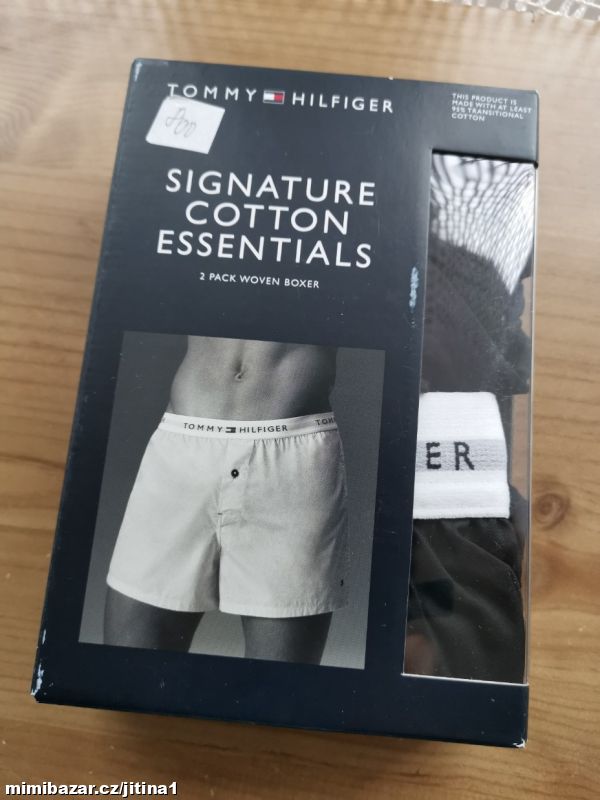 TOMMY HILFIGER
THIS PRODUCT IS
MADE WITH AT LEAST
95% TRANSITIONAL
COTTON
SIGNATURE
COTTON
ESSENTIALS
2 PACK WOVEN BOXER
TOMMY HILFIGER TOM
ER
mimibazar.cz/jitina1